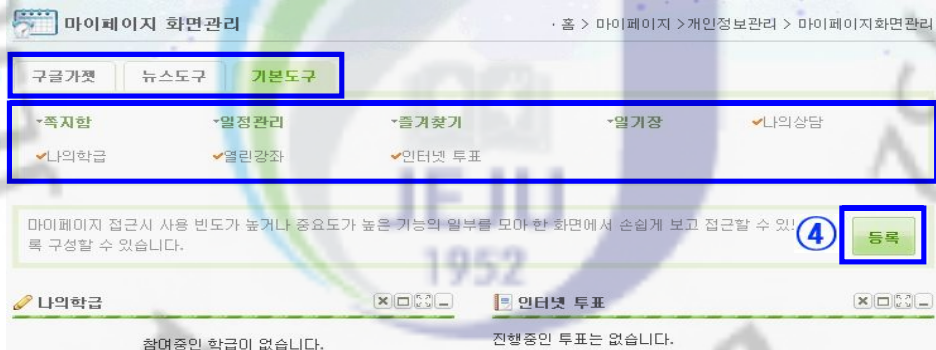 마이페이지 화면관리
· 홈 > 마이페이지 >개인정보관리 > 마이페이지화면관리
구글가젯 뉴스도구 기본도구
쪽지함 일정관리 즐겨찾기 일기장 나의상담
나의학급 열린강좌 인터넷 투표
마이페이지 접근시 사용 빈도가 높거나 중요도가 높은 기능의 일부를 모아 한 화면에서 손쉽게 보고 접근할 수 있
록 구성할 수 있습니다.
④ 등록
JEJU
1952
나의학급 인터넷 투표
참여중인 학급이 없습니다. 진행중인 투표는 없습니다.